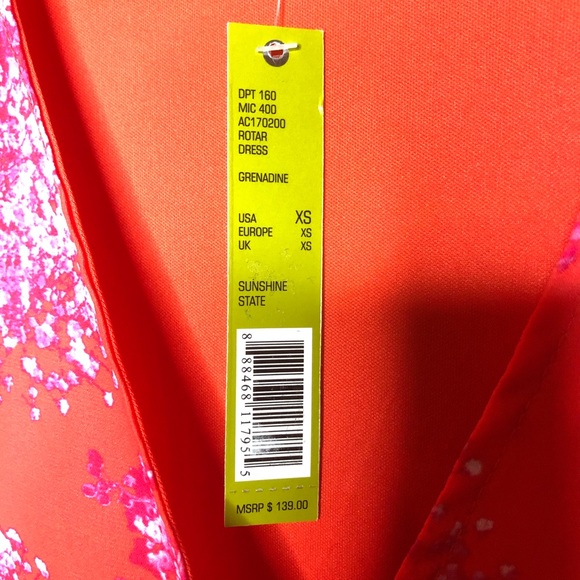 DPT 160
MIC 400
AC170200
ROTAR
DRESS
GRENADINE
USA XS
EUROPE XS
UK XS
SUNSHINE
STATE
8 88468 11795 5
MSRP $ 139.00